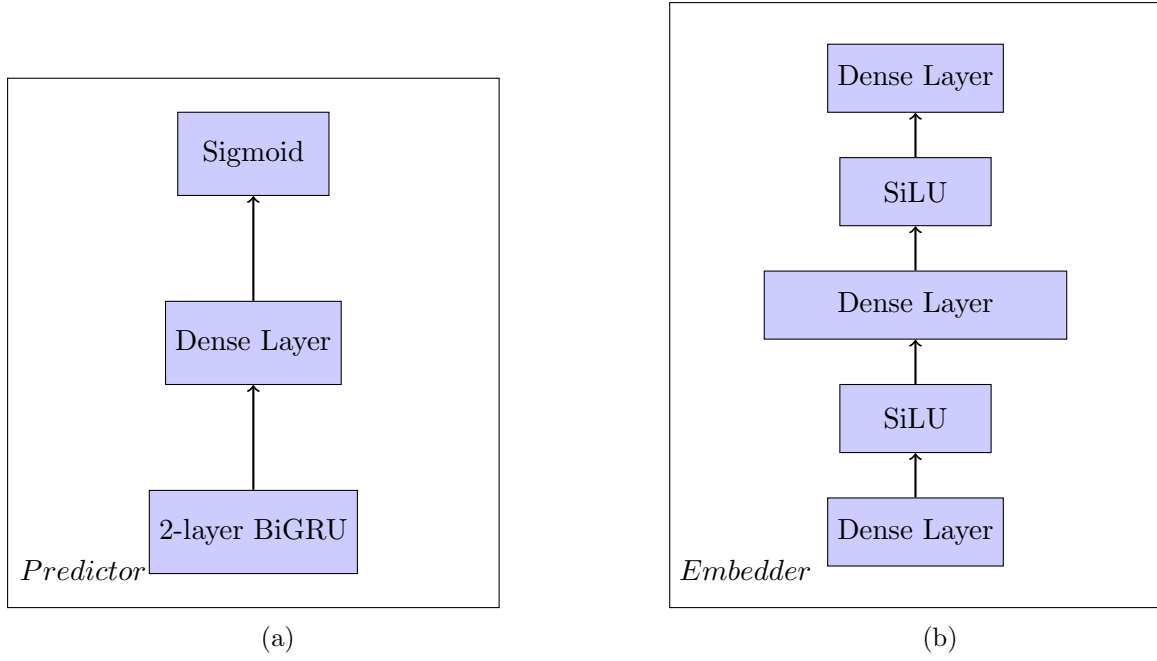 Sigmoid
Dense Layer
2-layer BiGRU
Predictor
(a)
Dense Layer
SiLU
Dense Layer
SiLU
Dense Layer
Embedder
(b)